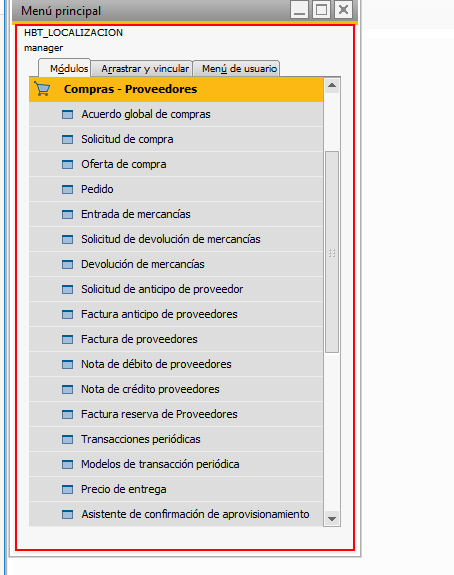 Menú principal
HBT_LOCALIZACION
manager
Módulos
Arrastrar y vincular
Menú de usuario
Compras - Proveedores
Acuerdo global de compras
Solicitud de compra
Oferta de compra
Pedido
Entrada de mercancías
Solicitud de devolución de mercancías
Devolución de mercancías
Solicitud de anticipo de proveedor
Factura anticipo de proveedores
Factura de proveedores
Nota de débito de proveedores
Nota de crédito proveedores
Factura reserva de Proveedores
Transacciones periódicas
Modelos de transacción periódica
Precio de entrega
Asistente de confirmación de aprovisionamiento